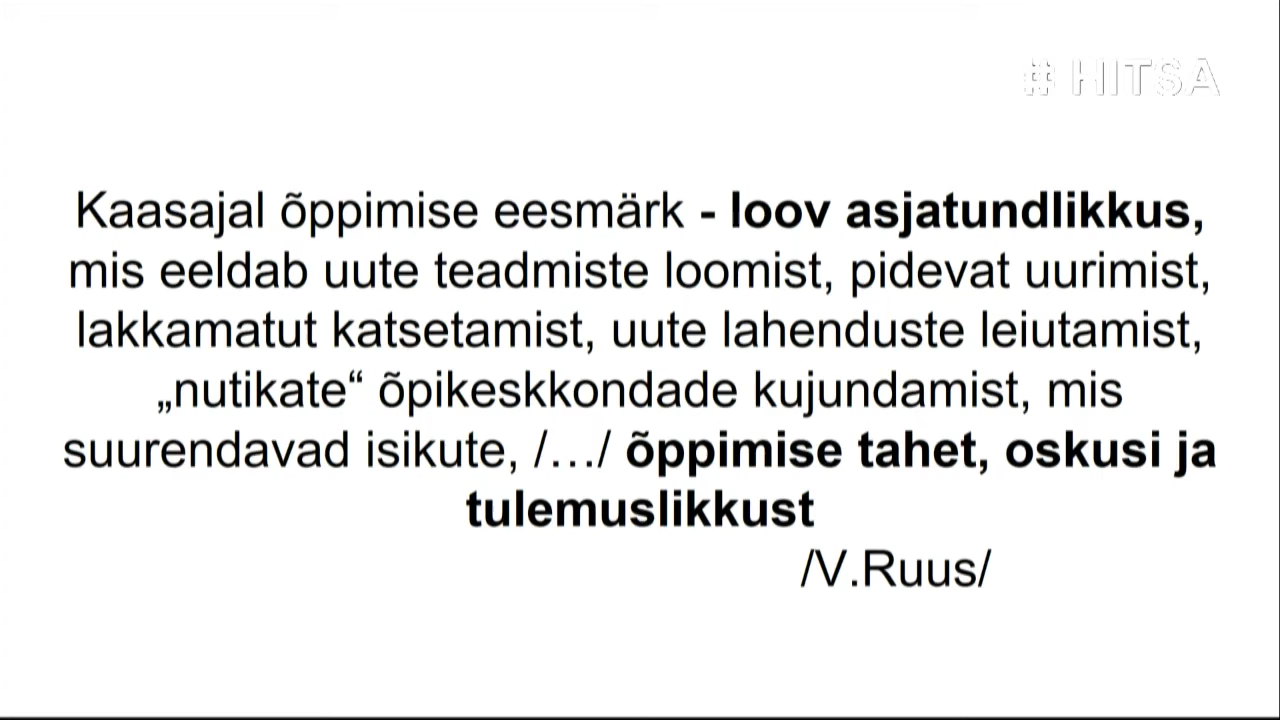 # HITSA
Kaasajal õppimise eesmärk - loov asjatundlikkus,
mis eeldab uute teadmiste loomist, pidevat uurimist,
lakkamatut katsetamist, uute lahenduste leiutamist,
„nutikate“ õpikeskkondade kujundamist, mis
suurendavad isikute, /…/ õppimise tahet, oskusi ja
tulemuslikkust
/V.Ruus/